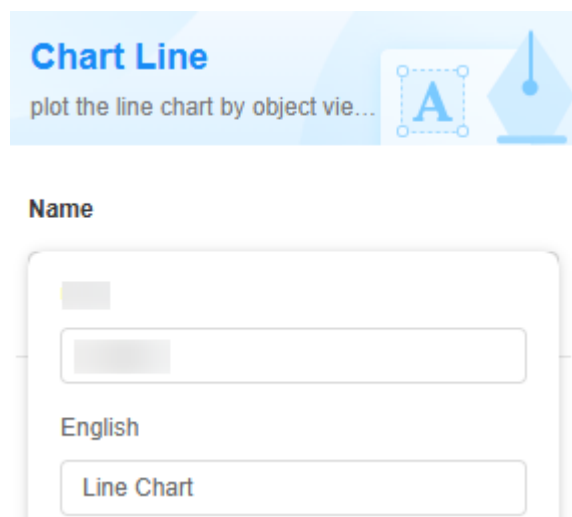 Chart Line
plot the line chart by object vie...
A
Name
English
Line Chart